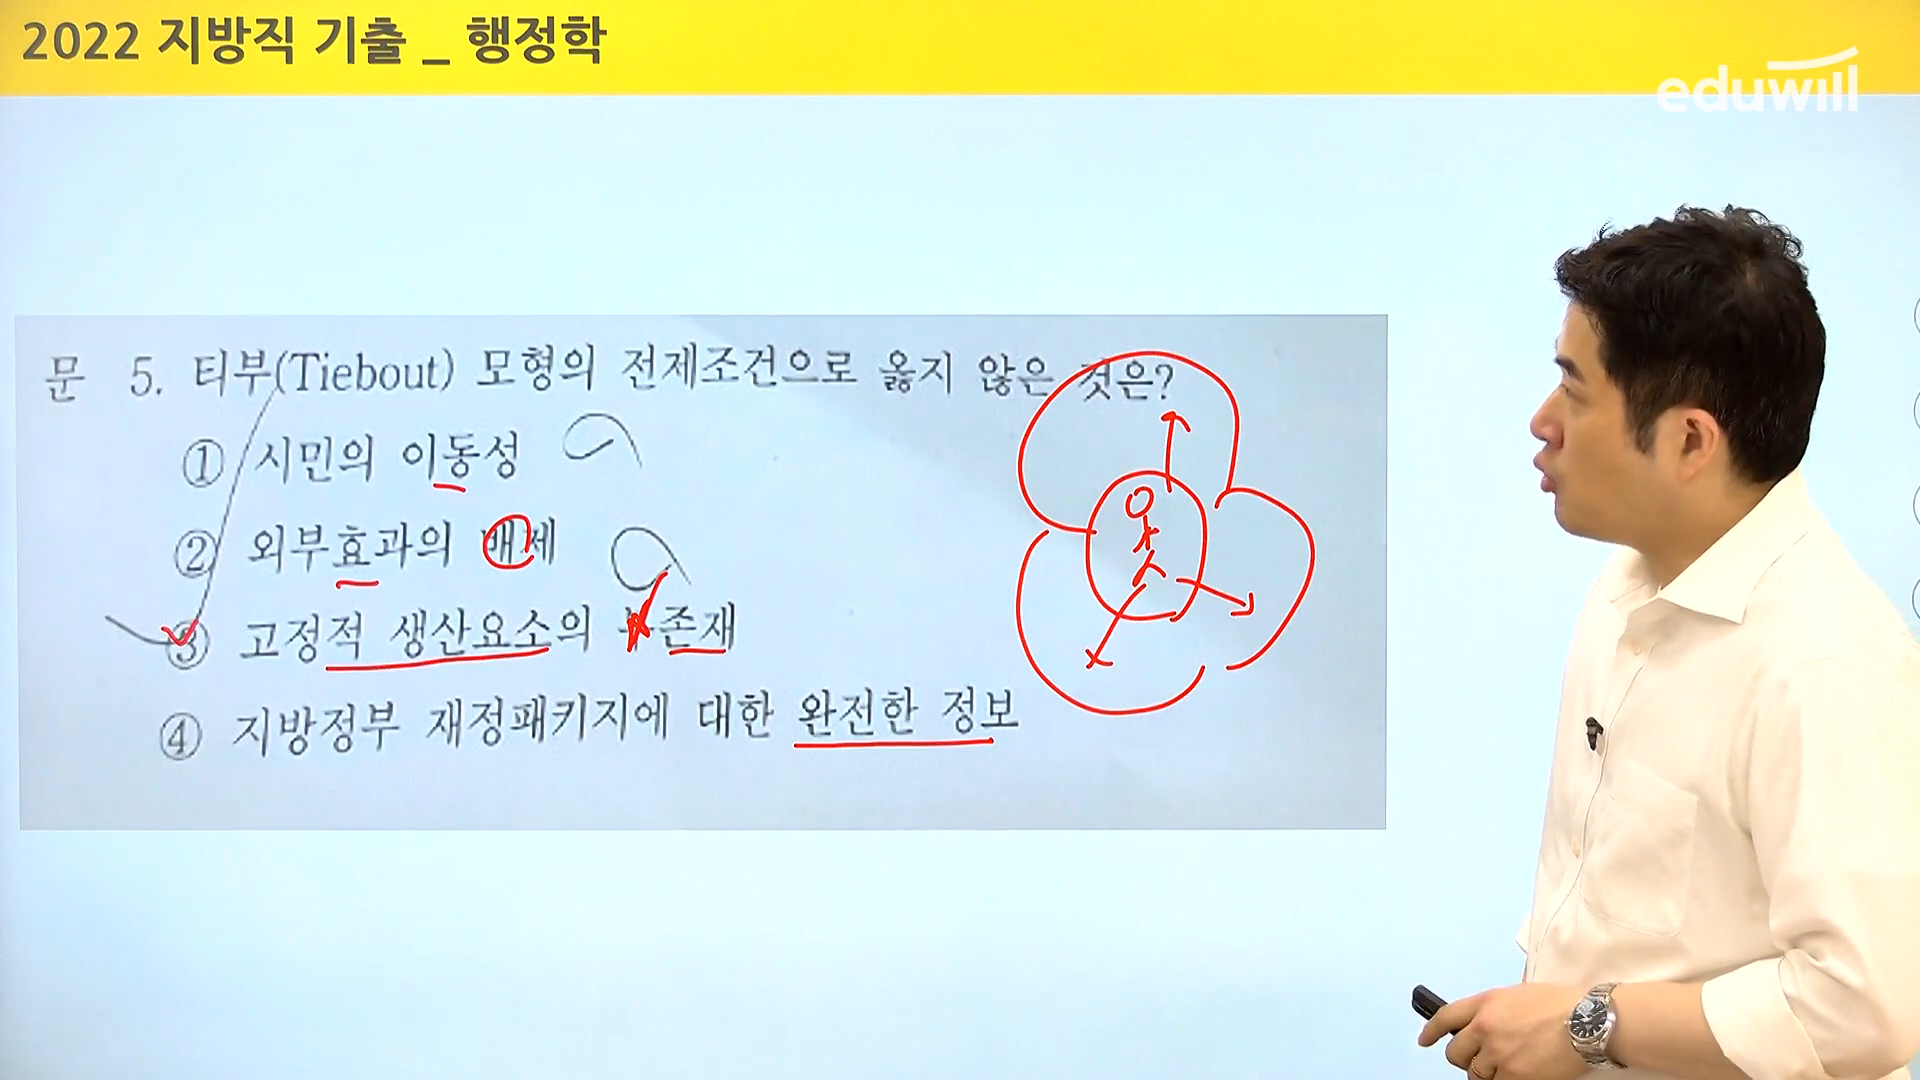 2022 지방직 기출 _ 행정학
eduwill
문 5. 티부(Tiebout) 모형의 전제조건으로 옳지 않은 것은?
① 시민의 이동성
② 외부효과의 배제
③ 고정적 생산요소의 부존재
④ 지방정부 재정패키지에 대한 완전한 정보